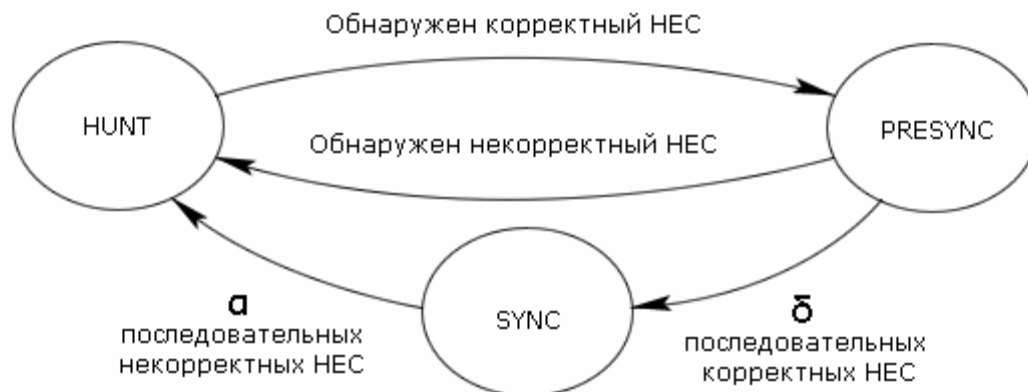 Обнаружен корректный HEC
HUNT
PRESYNC
Обнаружен некорректный HEC
α
последовательных
некорректных HEC
SYNC
δ
последовательных
корректных HEC